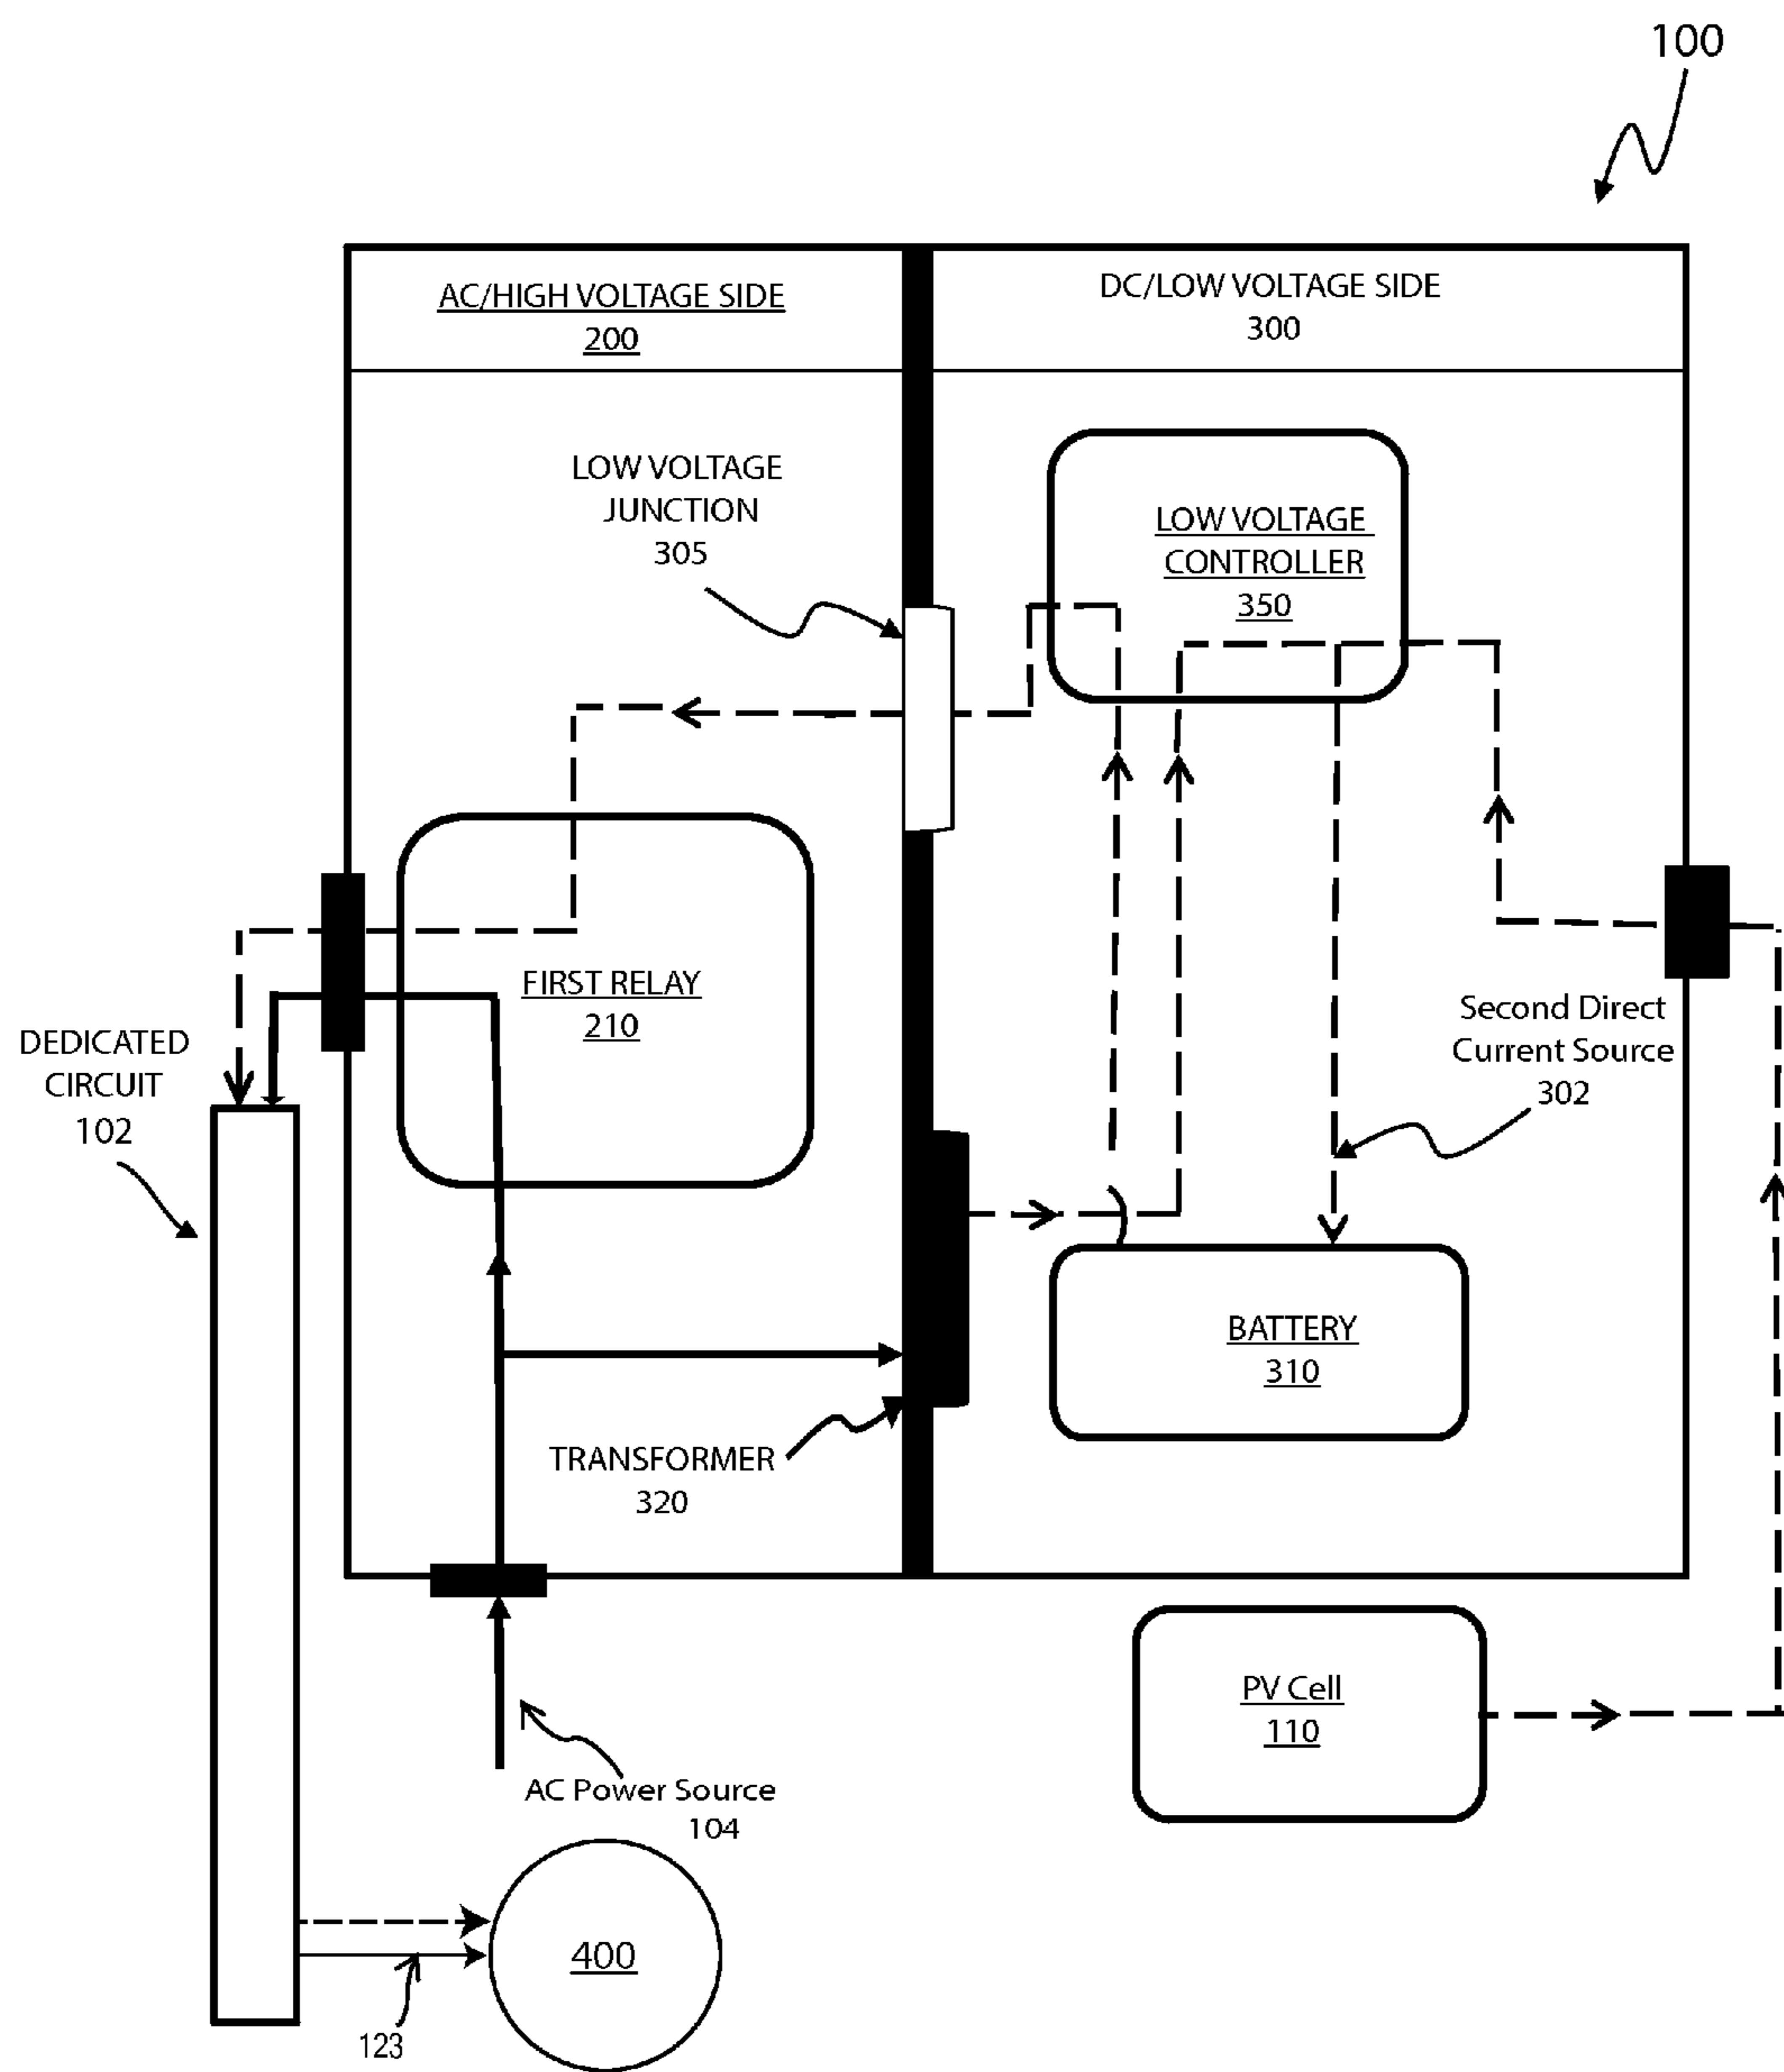 100
AC/HIGH VOLTAGE SIDE
200
DC/LOW VOLTAGE SIDE
300
LOW VOLTAGE
JUNCTION
305
LOW VOLTAGE
CONTROLLER
350
FIRST RELAY
210
DEDICATED
CIRCUIT
102
Second Direct
Current Source
302
BATTERY
310
TRANSFORMER
320
PV Cell
110
AC Power Source
104
400
123